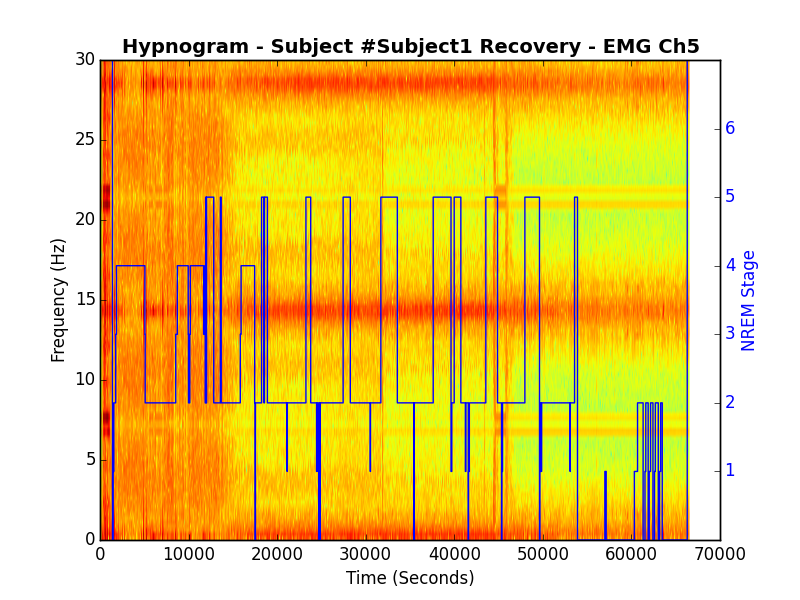 Hypnogram - Subject #Subject1 Recovery - EMG Ch5
30
25
20
15
10
5
0
Frequency (Hz)
0 10000 20000 30000 40000 50000 60000 70000
Time (Seconds)
6
5
4
3
2
1
NREM Stage